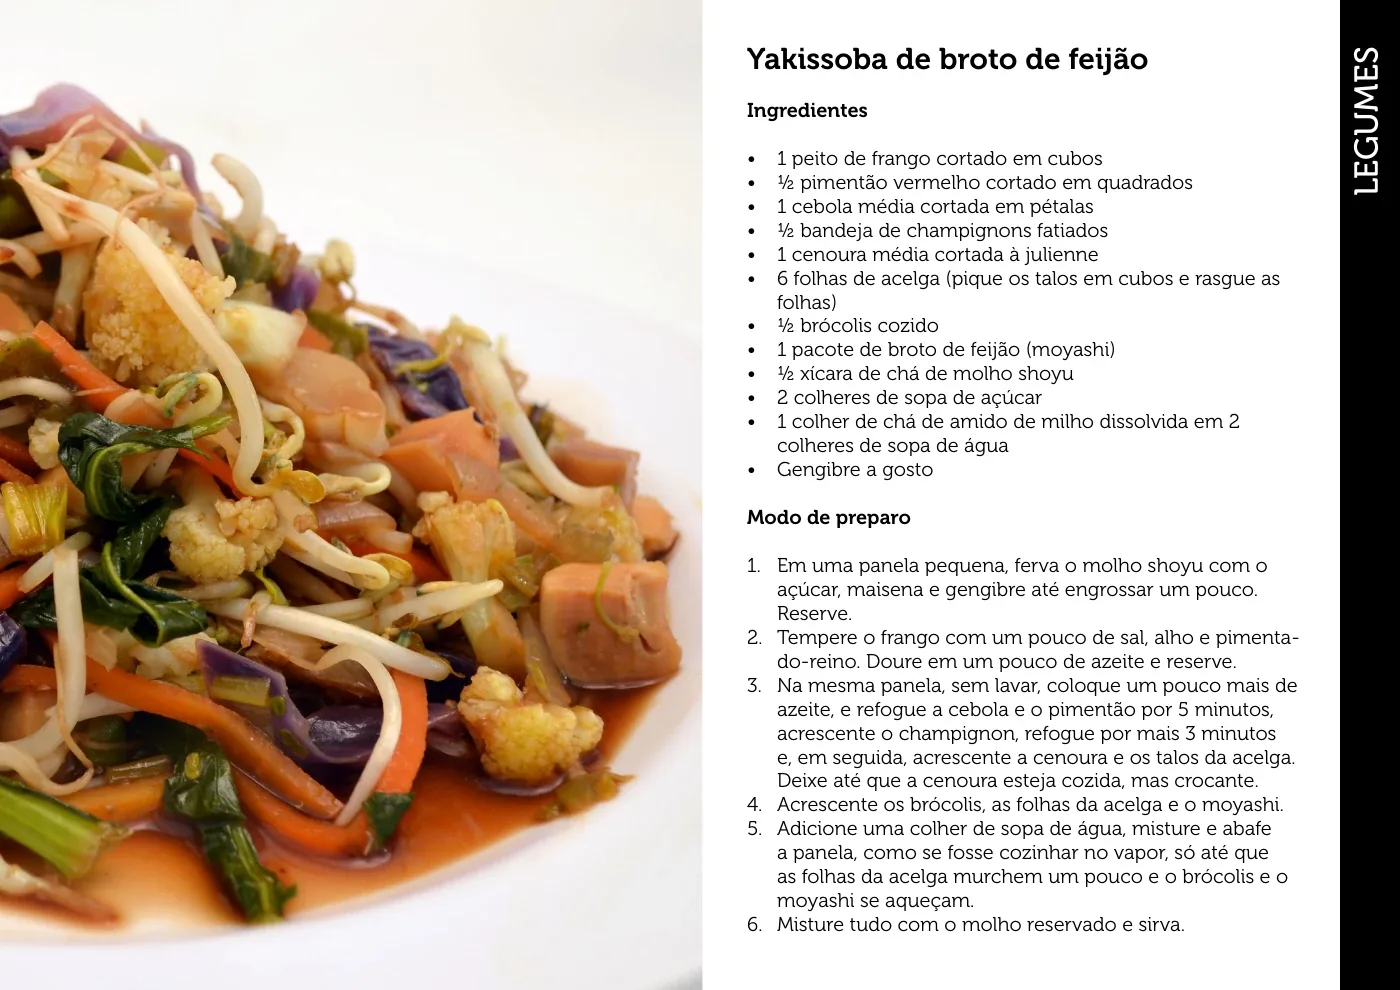 Yakissoba de broto de feijão
Ingredientes
• 1 peito de frango cortado em cubos
• ½ pimentão vermelho cortado em quadrados
• 1 cebola média cortada em pétalas
• ½ bandeja de champignons fatiados
• 1 cenoura média cortada à julienne
• 6 folhas de acelga (pique os talos em cubos e rasgue as
folhas)
• ½ brócolis cozido
• 1 pacote de broto de feijão (moyashi)
• ½ xícara de chá de molho shoyu
• 2 colheres de sopa de açúcar
• 1 colher de chá de amido de milho dissolvida em 2
colheres de sopa de água
• Gengibre a gosto
Modo de preparo
1. Em uma panela pequena, ferva o molho shoyu com o
açúcar, maisena e gengibre até engrossar um pouco.
Reserve.
2. Tempere o frango com um pouco de sal, alho e pimenta-
do-reino. Doure em um pouco de azeite e reserve.
3. Na mesma panela, sem lavar, coloque um pouco mais de
azeite, e refogue a cebola e o pimentão por 5 minutos,
acrescente o champignon, refogue por mais 3 minutos
e, em seguida, acrescente a cenoura e os talos da acelga.
Deixe até que a cenoura esteja cozida, mas crocante.
4. Acrescente os brócolis, as folhas da acelga e o moyashi.
5. Adicione uma colher de sopa de água, misture e abafe
a panela, como se fosse cozinhar no vapor, só até que
as folhas da acelga murchem um pouco e o brócolis e o
moyashi se aqueçam.
6. Misture tudo com o molho reservado e sirva.
LEGUMES